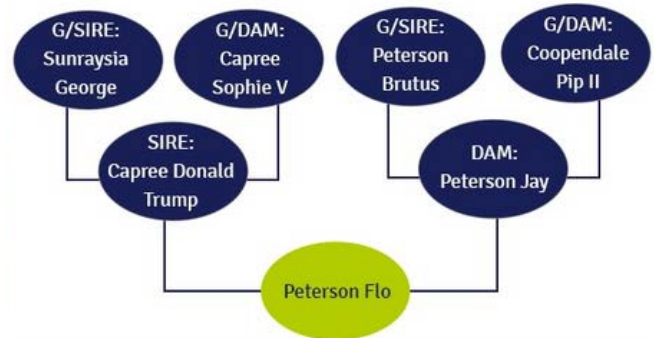 G/SIRE:
Sunraysia
George
G/DAM:
Capree
Sophie V
G/SIRE:
Peterson
Brutus
G/DAM:
Coopendale
Pip II
SIRE:
Capree Donald
Trump
DAM:
Peterson Jay
Peterson Flo